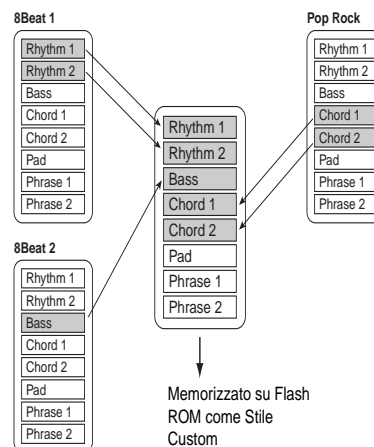 8Beat 1
Rhythm 1
Rhythm 2
Bass
Chord 1
Chord 2
Pad
Phrase 1
Phrase 2
8Beat 2
Rhythm 1
Rhythm 2
Bass
Chord 1
Chord 2
Pad
Phrase 1
Phrase 2
Rhythm 1
Rhythm 2
Bass
Chord 1
Chord 2
Pad
Phrase 1
Phrase 2
Memorizzato su Flash
ROM come Stile
Custom
Pop Rock
Rhythm 1
Rhythm 2
Bass
Chord 1
Chord 2
Pad
Phrase 1
Phrase 2